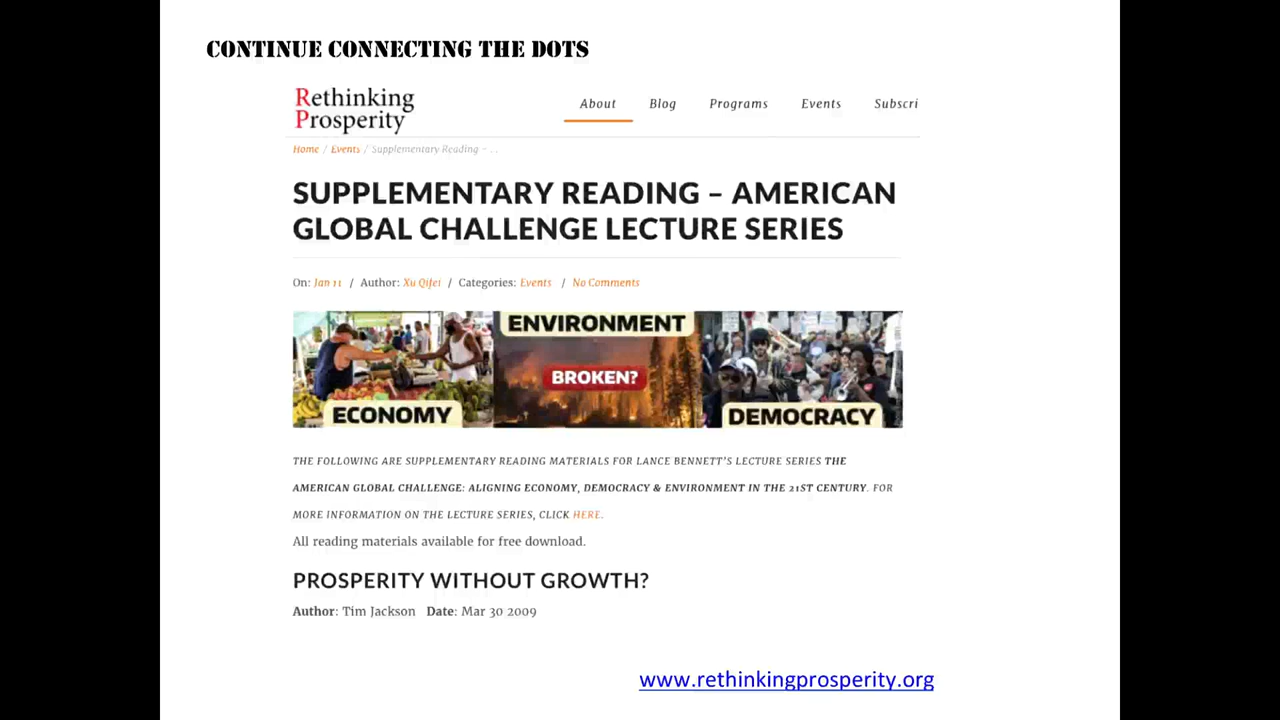 CONTINUE CONNECTING THE DOTS
Rethinking
Prosperity
About Blog Programs Events Subscri
Home / Events / Supplementary Reading – ...
SUPPLEMENTARY READING – AMERICAN
GLOBAL CHALLENGE LECTURE SERIES
On: Jan 11 / Author: Xu Qifei / Categories: Events / No Comments
ENVIRONMENT
BROKEN?
ECONOMY
DEMOCRACY
THE FOLLOWING ARE SUPPLEMENTARY READING MATERIALS FOR LANCE BENNETT'S LECTURE SERIES THE
AMERICAN GLOBAL CHALLENGE: ALIGNING ECONOMY, DEMOCRACY & ENVIRONMENT IN THE 21ST CENTURY. FOR
MORE INFORMATION ON THE LECTURE SERIES, CLICK HERE.
All reading materials available for free download.
PROSPERITY WITHOUT GROWTH?
Author: Tim Jackson Date: Mar 30 2009
www.rethinkingprosperity.org